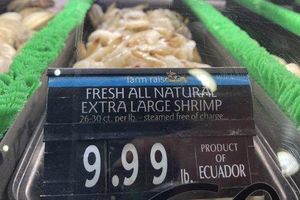 farm raised
FRESH ALL NATURAL
EXTRA LARGE SHRIMP
26-30 ct. per lb. - steamed free of charge
9.99 lb.
PRODUCT
OF
ECUADOR